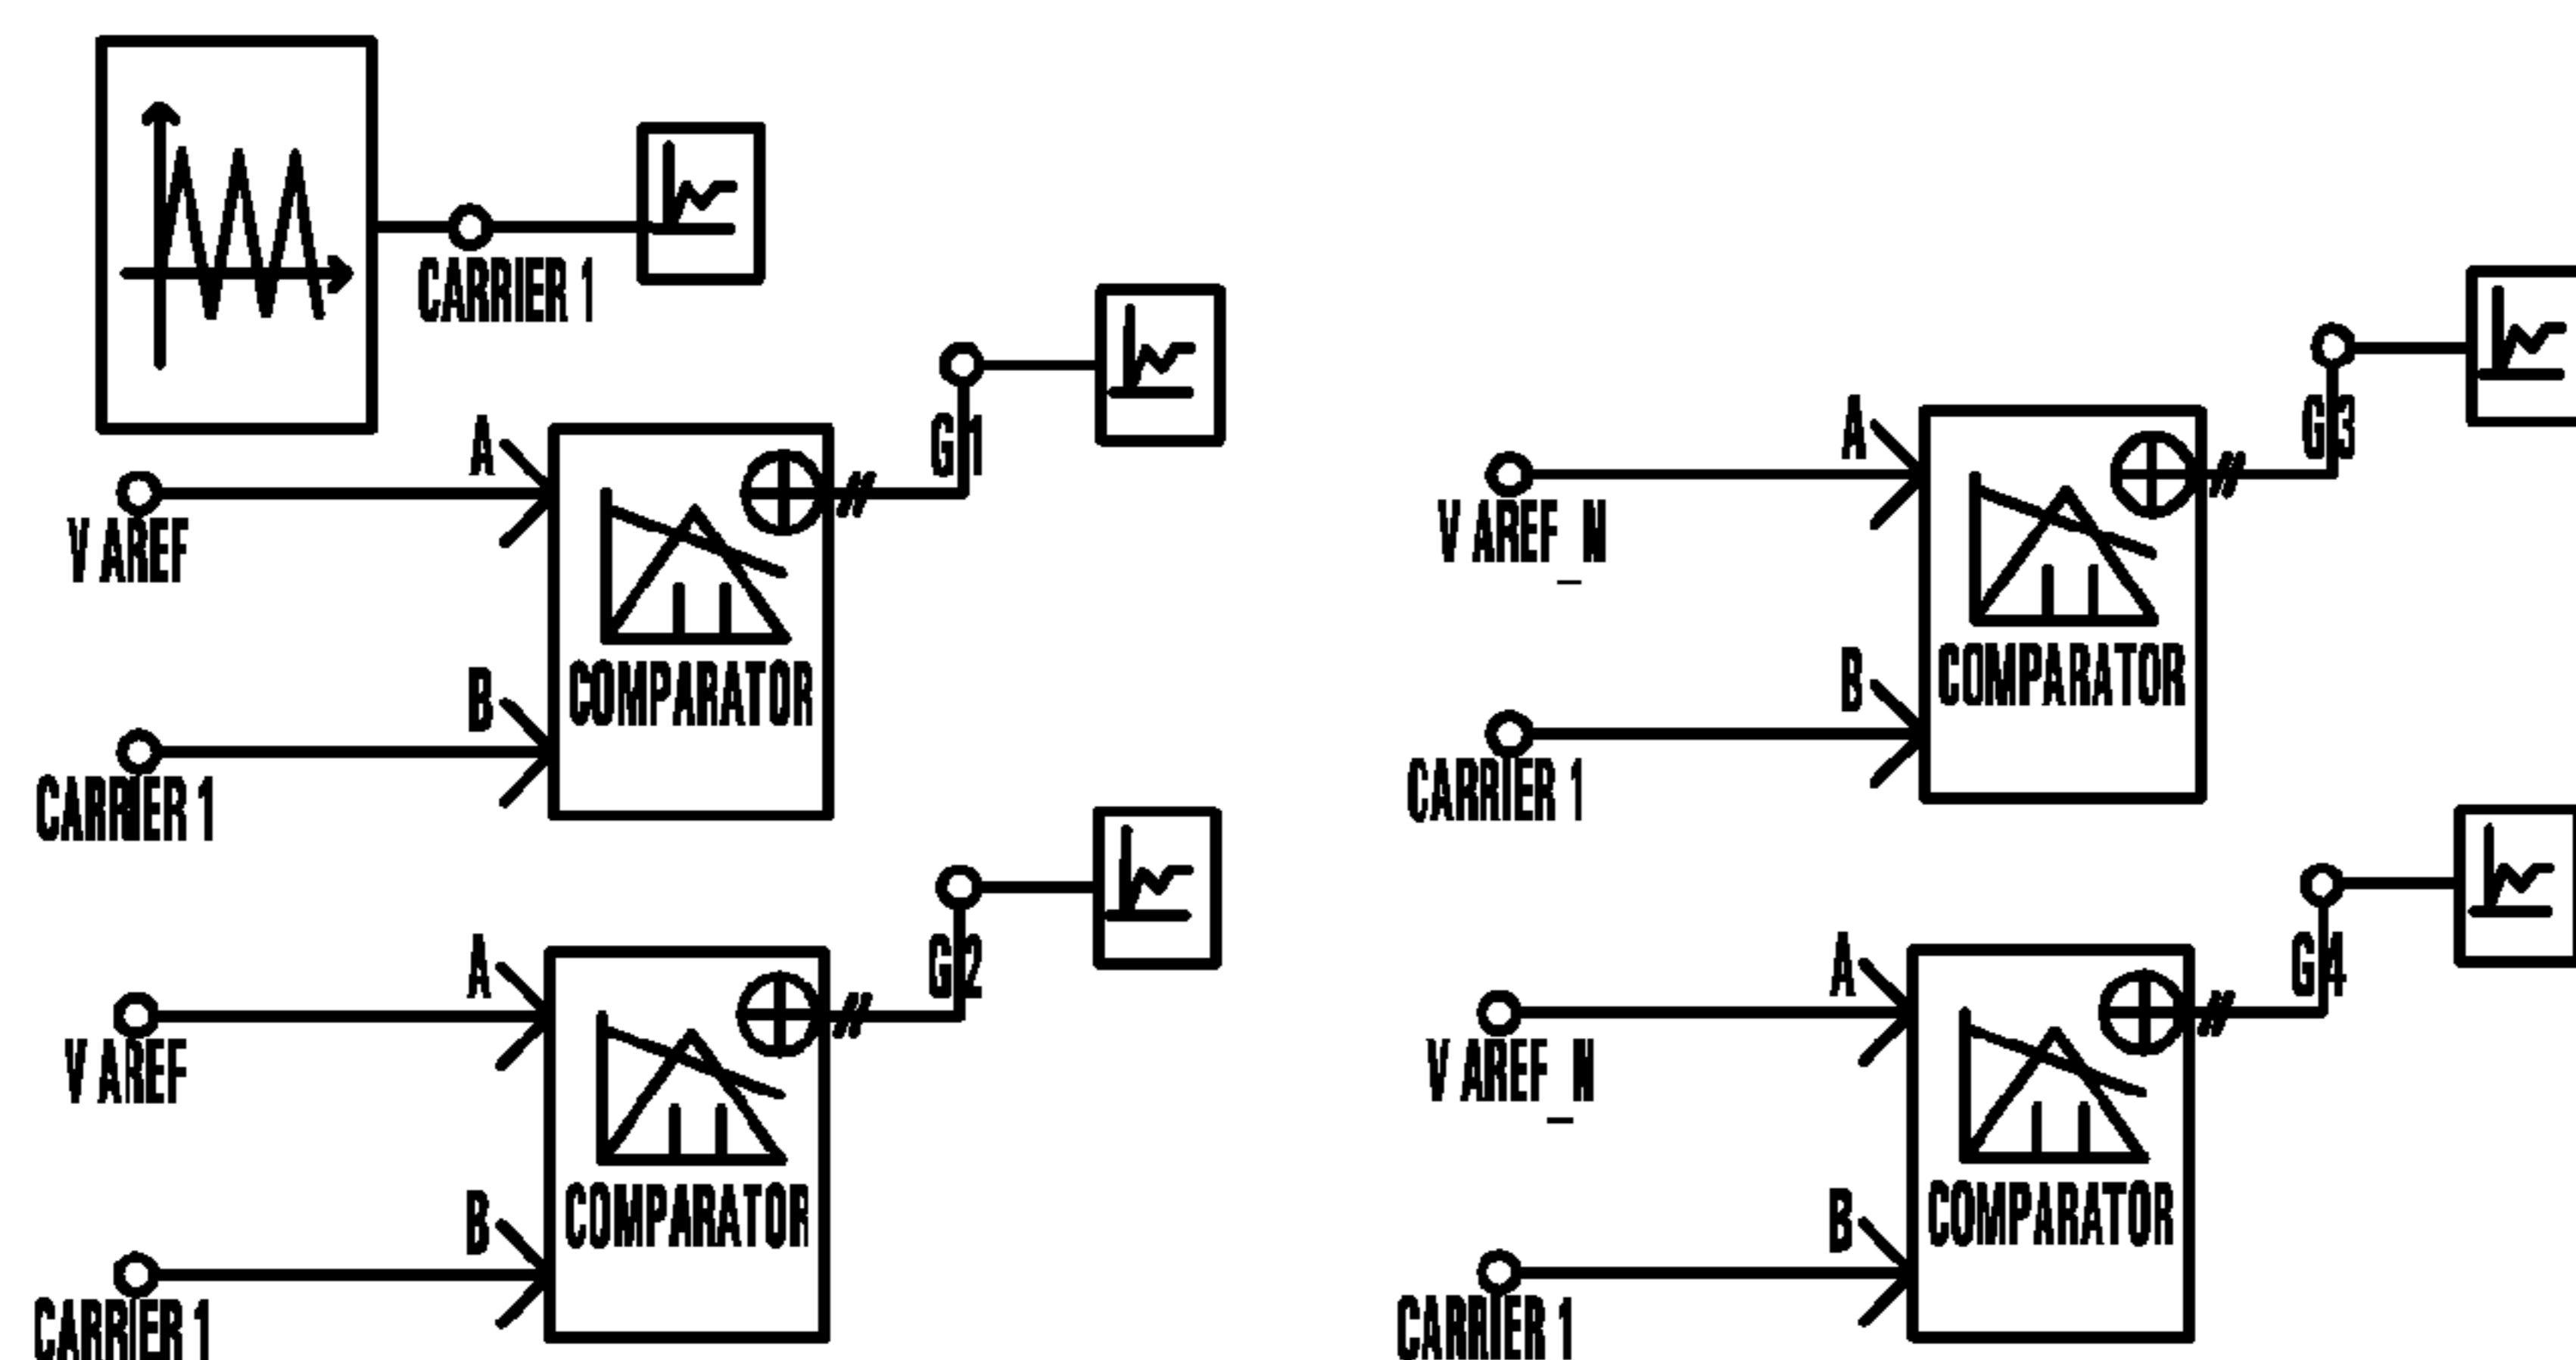 CARRIER 1
A
G1
V AREF
B
COMPARATOR
CARRIER 1
A
G2
V AREF
B
COMPARATOR
CARRIER 1
A
G3
V AREF_N
B
COMPARATOR
CARRIER 1
A
G4
V AREF_N
B
COMPARATOR
CARRIER 1